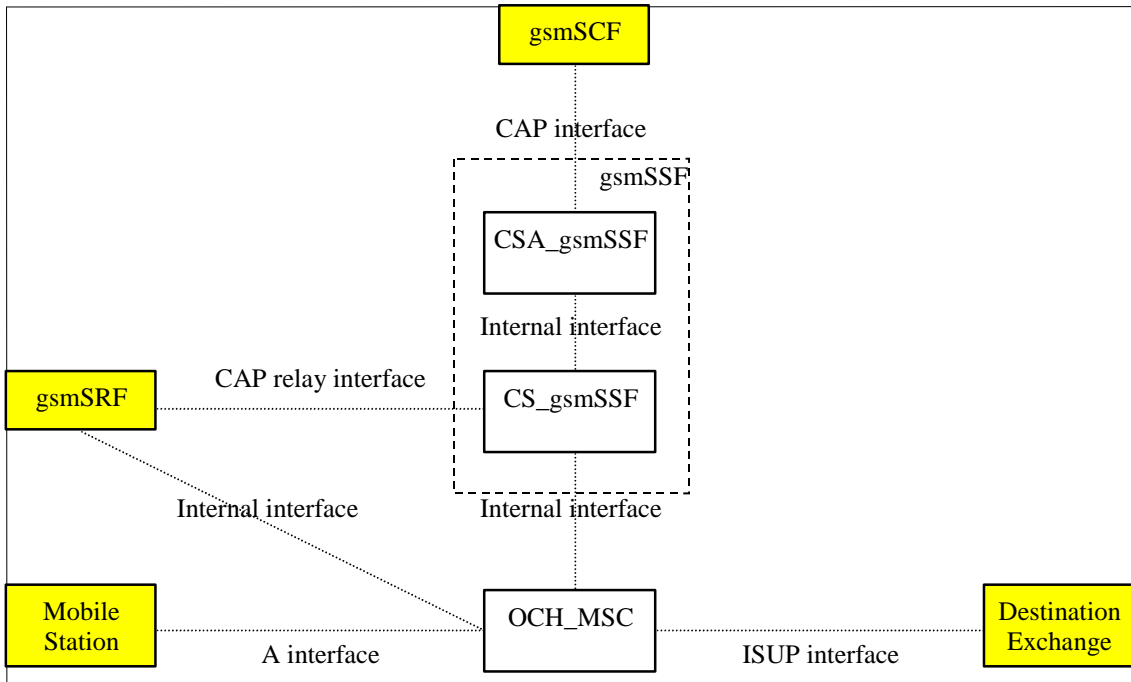 gsmSCF
CAP interface
gsmSSF
CSA_gsmSSF
Internal interface
CAP relay interface
gsmSRF
CS_gsmSSF
Internal interface
Internal interface
Mobile
Station
OCH_MSC
Destination
Exchange
A interface
ISUP interface